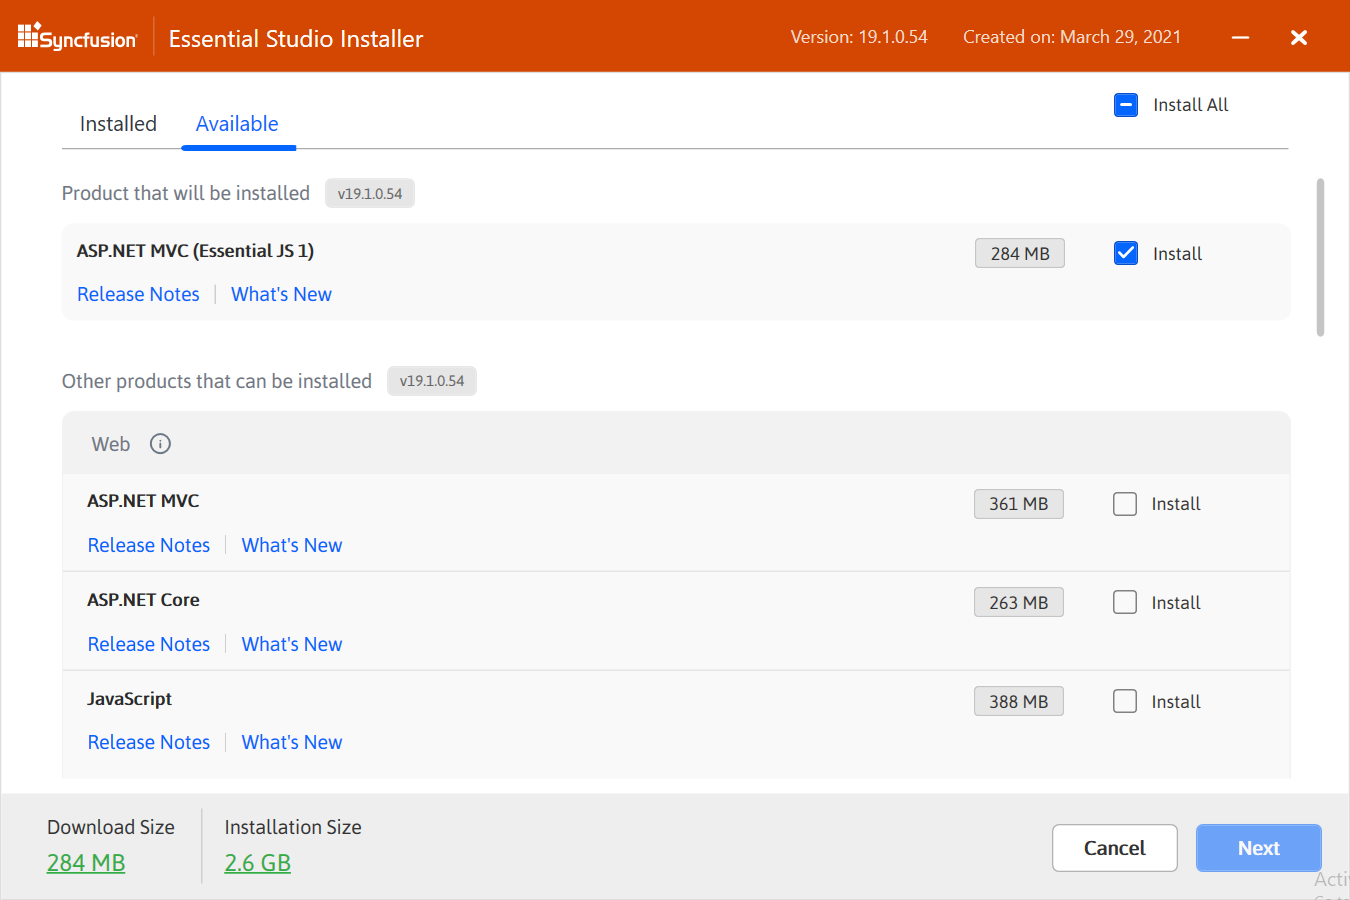 Syncfusion Essential Studio Installer Version: 19.1.0.54 Created on: March 29, 2021
Install All
Installed Available
Product that will be installed v19.1.0.54
ASP.NET MVC (Essential JS 1) 284 MB Install
Release Notes What's New
Other products that can be installed v19.1.0.54
Web
ASP.NET MVC 361 MB Install
Release Notes What's New
ASP.NET Core 263 MB Install
Release Notes What's New
JavaScript 388 MB Install
Release Notes What's New
Download Size Installation Size
284 MB 2.6 GB
Cancel Next